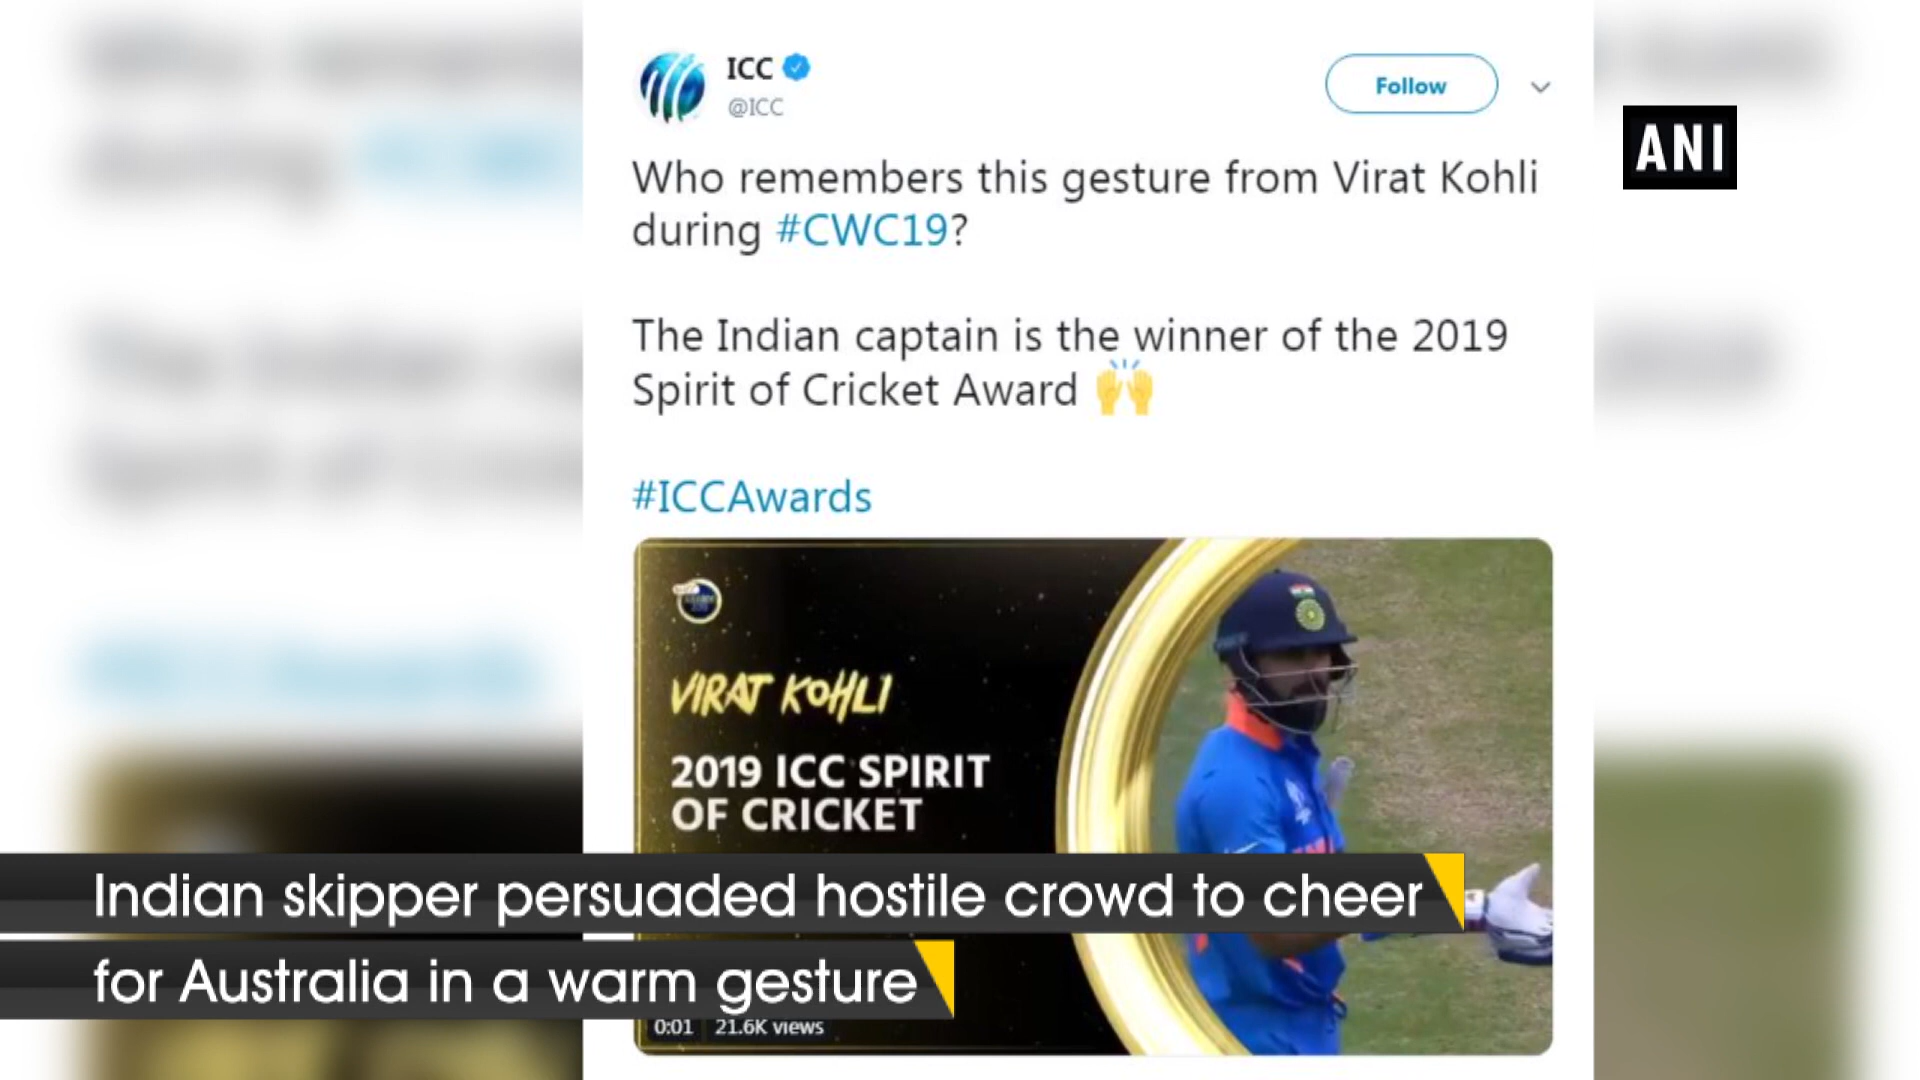 ICC
@ICC
Follow
ANI
Who remembers this gesture from Virat Kohli
during #CWC19?
The Indian captain is the winner of the 2019
Spirit of Cricket Award 🙌
#ICCAwards
VIRAT KOHLI
2019 ICC SPIRIT
OF CRICKET
Indian skipper persuaded hostile crowd to cheer
for Australia in a warm gesture
0:01 21.6K views